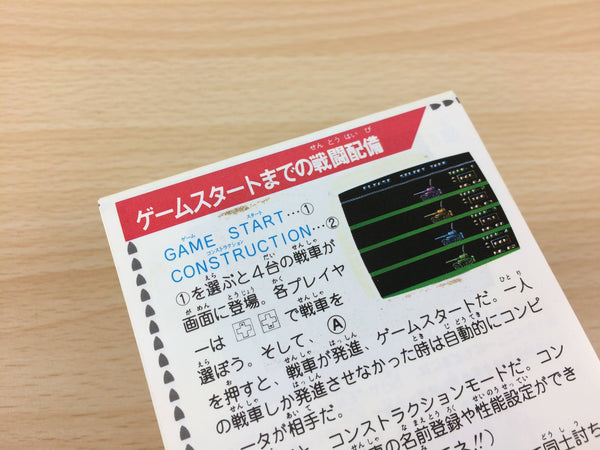 ゲームスタートまでの戦闘配備
GAME START…①
CONSTRUCTION…②
①を選ぶと4台の戦車が
画面に登場。各プレイヤ
ーは で戦車を
選ぼう。そして、Ⓐ
を押すと、戦車が発進、ゲームスタートだ。一人
の戦車しか発進させなかった時は自動的にコンピ
ータが相手だ。
コンストラクションモードだ。コン
の名前登録や性能設定ができ
同士討ち